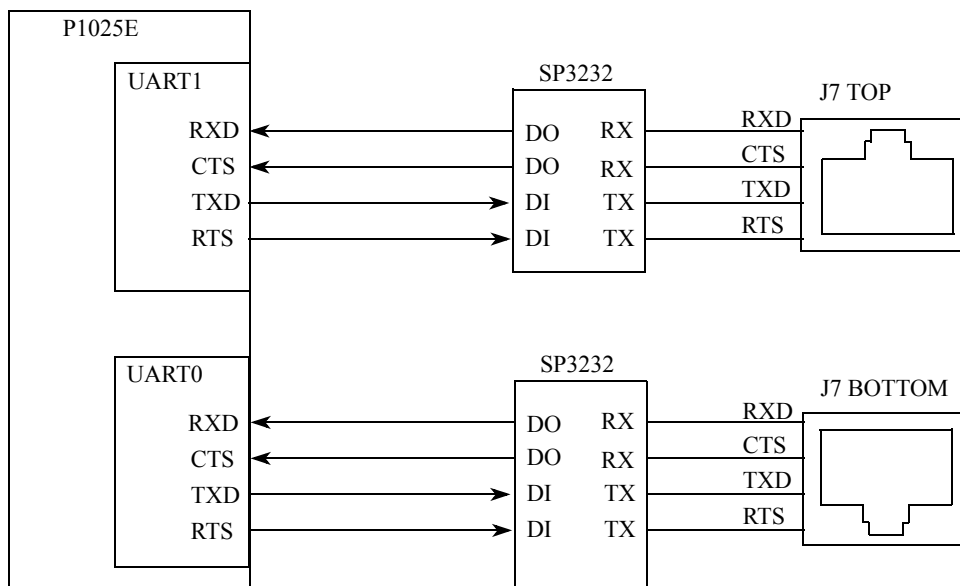 P1025E
UART1
SP3232
J7 TOP
RXD DO RX RXD
CTS DO RX CTS
TXD DI TX TXD
RTS DI TX RTS
UART0
SP3232
J7 BOTTOM
RXD DO RX RXD
CTS DO RX CTS
TXD DI TX TXD
RTS DI TX RTS